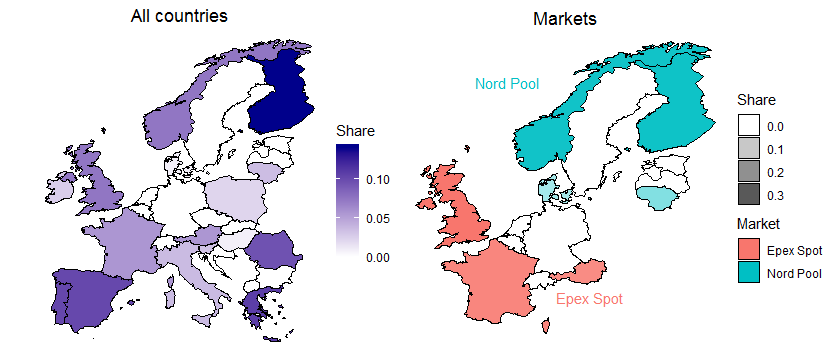 All countries
Share
0.10
0.05
0.00
Markets
Nord Pool
Epex Spot
Share
0.0
0.1
0.2
0.3
Market
Epex Spot
Nord Pool